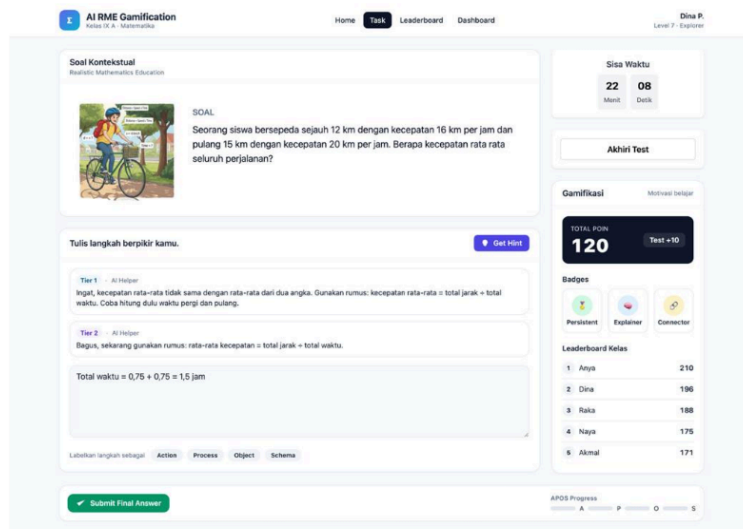 Σ
AI RME Gamification
Kelas IX A · Matematika
Home Task Leaderboard Dashboard
Dina P.
Level 7 · Explorer
Soal Kontekstual
Realistic Mathematics Education
SOAL
Seorang siswa bersepeda sejauh 12 km dengan kecepatan 16 km per jam dan
pulang 15 km dengan kecepatan 20 km per jam. Berapa kecepatan rata rata
seluruh perjalanan?
Tulis langkah berpikir kamu.
Get Hint
Tier 1 · AI Helper
Ingat, kecepatan rata-rata tidak sama dengan rata-rata dari dua angka. Gunakan rumus: kecepatan rata-rata = total jarak ÷ total
waktu. Coba hitung dulu waktu pergi dan pulang.
Tier 2 · AI Helper
Bagus, sekarang gunakan rumus: rata-rata kecepatan = total jarak ÷ total waktu.
Total waktu = 0,75 + 0,75 = 1,5 jam
Labelkan langkah sebagai Action Process Object Schema
Submit Final Answer
Sisa Waktu
22 08
Menit Detik
Akhiri Test
Gamifikasi Motivasi belajar
TOTAL POIN
120 Test +10
Badges
Persistent Explainer Connector
Leaderboard Kelas
1 Anya 210
2 Dina 196
3 Raka 188
4 Naya 175
5 Akmal 171
APOS Progress
A P O S